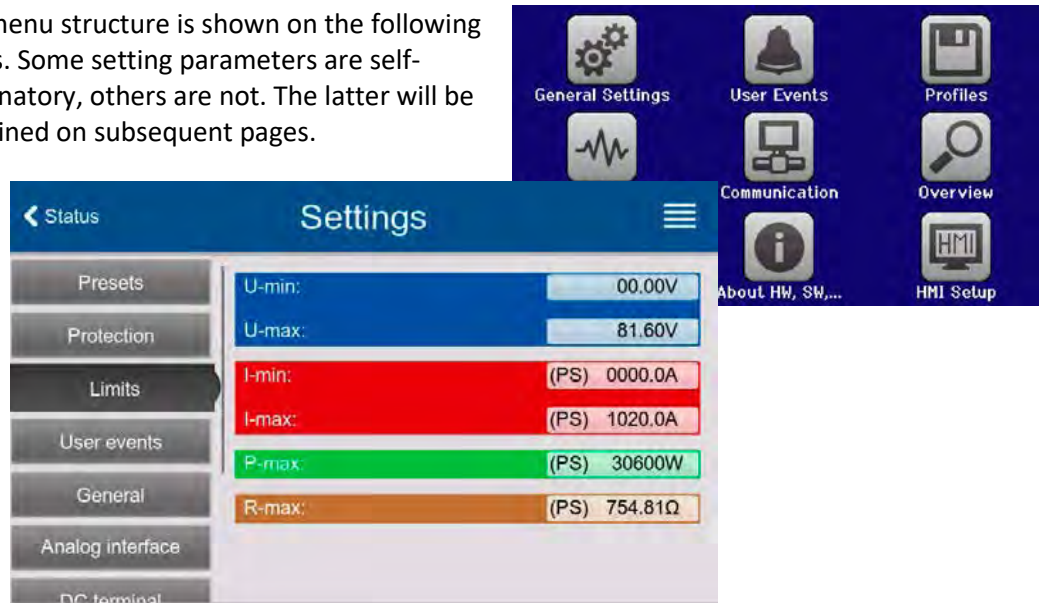 menu structure is shown on the following
s. Some setting parameters are self-
natory, others are not. The latter will be
ined on subsequent pages.
General Settings
User Events
Profiles
Communication
Overview
About HW, SW,...
HMI
HMI Setup
Status
Settings
Presets
Protection
Limits
User events
General
Analog interface
DC terminal
U-min: 00.00V
U-max: 81.60V
I-min: (PS) 0000.0A
I-max: (PS) 1020.0A
P-max: (PS) 30600W
R-max: (PS) 754.81Ω